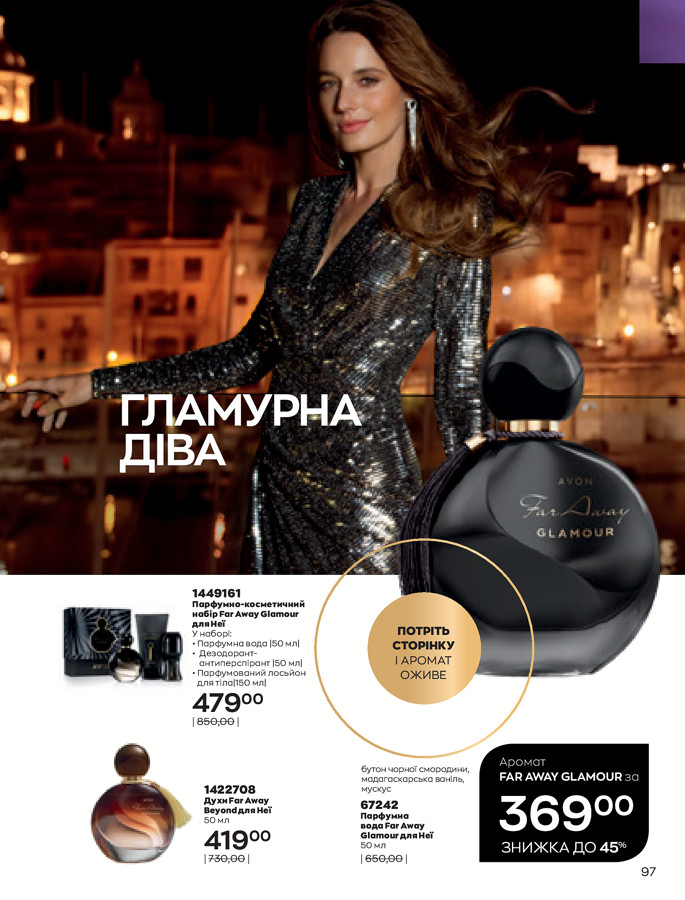 ГЛАМУРНА
ДІВА
AVON
Far Away
GLAMOUR
1449161
Парфумно-косметичний
набір Far Away Glamour
для Неї
У наборі:
• Парфумна вода |50 мл|
• Дезодорант-
антиперспірант |50 мл|
• Парфумований лосьйон
для тіла|150 мл|
479⁰⁰
| 850,00 |
ПОТРІТЬ
СТОРІНКУ
І АРОМАТ
ОЖИВЕ
1422708
Духи Far Away
Beyond для Неї
50 мл
419⁰⁰
| 730,00 |
бутон чорної смородини,
мадагаскарська ваніль,
мускус
67242
Парфумна
вода Far Away
Glamour для Неї
50 мл
| 650,00 |
Аромат
FAR AWAY GLAMOUR за
369⁰⁰
ЗНИЖКА ДО 45%
97